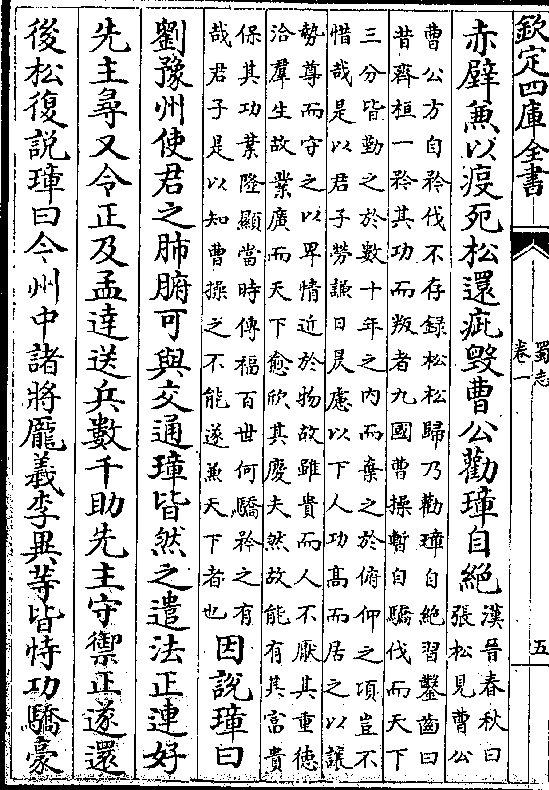 欽定四庫全書
蜀志
卷一
五
赤壁兼以疫死松還疵毀曹公勸璋自絶
漢晉春秋曰
張松見曹公
曹公方自矜伐不存録松松歸乃勸璋自絶習鑿齒曰
昔齊桓一矜其功而叛者九國曹操暫自驕伐而天下
三分皆勤之於數十年之内而棄之於俯仰之頃豈不
惜哉是以君子勞謙日昃慮以下人功髙而居之以讓
勢尊而守之以卑情近於物故雖貴而人不厭其重德
洽羣生故業廣而天下愈欣其慶夫然故能有其富貴
保其功業隆顯當時傳福百世何驕矜之有
哉君子是以知曹操之不能遂兼天下者也
因説璋曰
劉豫州使君之肺腑可與交通璋皆然之遣法正連好
先主尋又令正及孟達送兵數千助先主守禦正遂還
後松復説璋曰今州中諸將龎羲李異等皆恃功驕豪